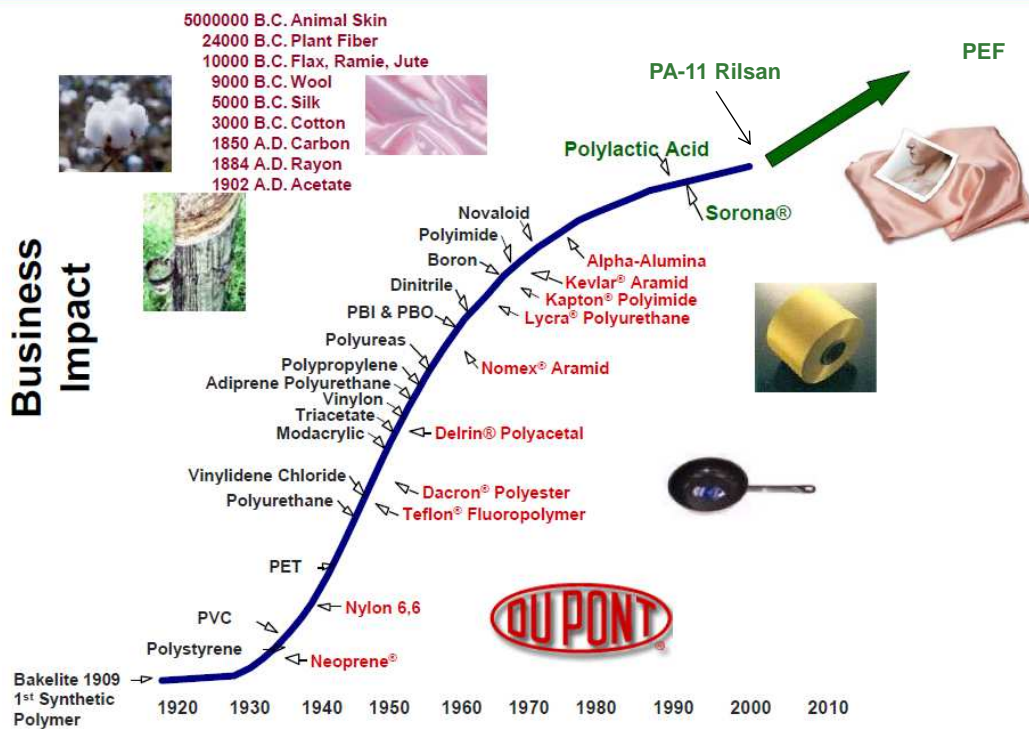 5000000 B.C. Animal Skin
24000 B.C. Plant Fiber
10000 B.C. Flax, Ramie, Jute
9000 B.C. Wool
5000 B.C. Silk
3000 B.C. Cotton
1850 A.D. Carbon
1884 A.D. Rayon
1902 A.D. Acetate
PEF
PA-11 Rilsan
Polylactic Acid
Sorona®
Novaloid
Polyimide
Boron
Dinitrile
PBI & PBO
Polyureas
Polypropylene
Adiprene Polyurethane
Vinylon
Triacetate
Modacrylic
Vinylidene Chloride
Polyurethane
PET
PVC
Polystyrene
Bakelite 1909
1st Synthetic
Polymer
Alpha-Alumina
Kevlar® Aramid
Kapton® Polyimide
Lycra® Polyurethane
Nomex® Aramid
Delrin® Polyacetal
Dacron® Polyester
Teflon® Fluoropolymer
Nylon 6,6
Neoprene®
DUPONT®
Business
Impact
1920 1930 1940 1950 1960 1970 1980 1990 2000 2010